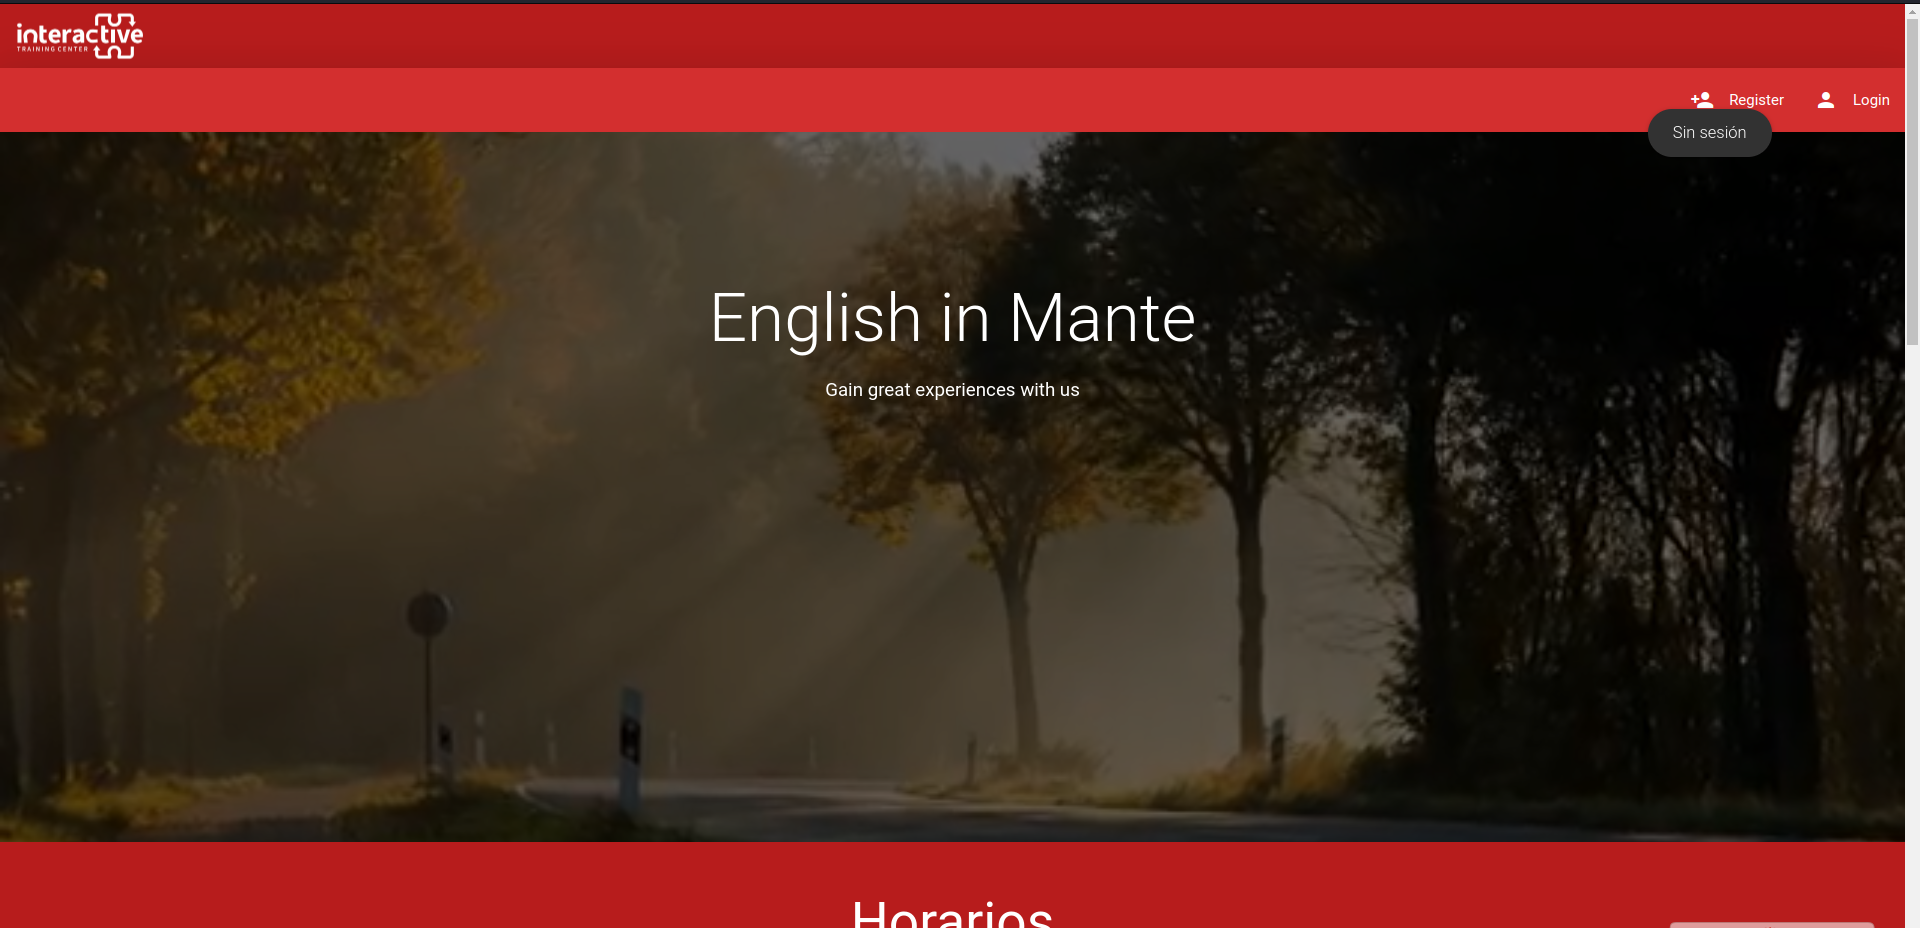 interactive
TRAINING CENTER
Register
Login
Sin sesión
English in Mante
Gain great experiences with us
Horarios